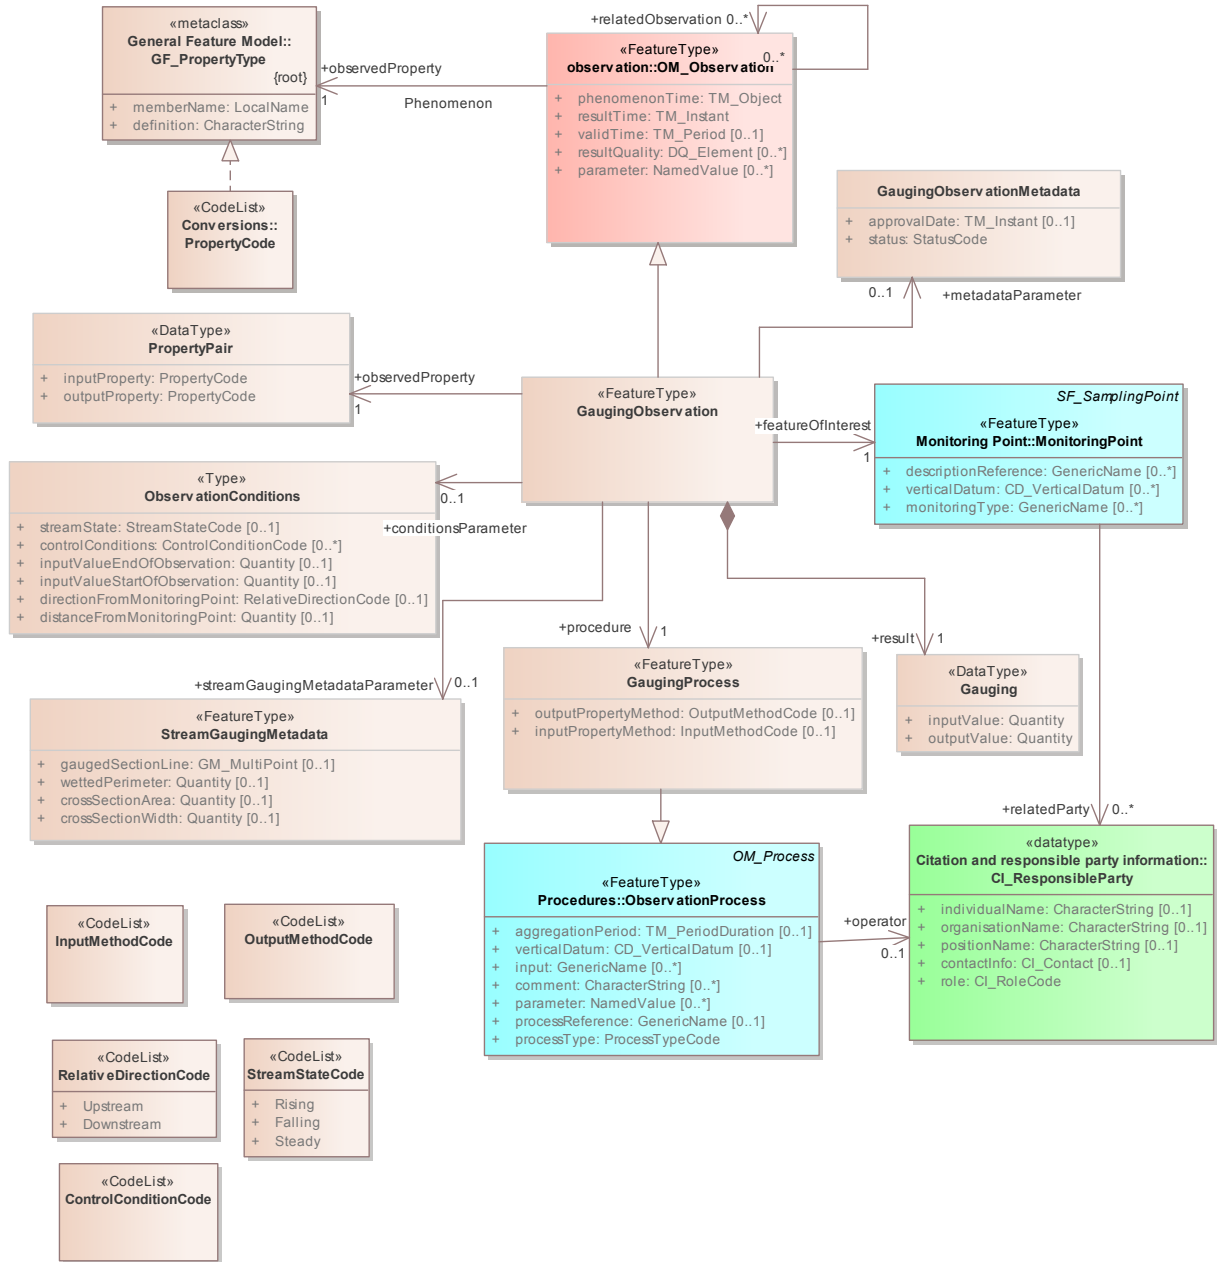 «metaclass»
General Feature Model::
GF_PropertyType
{root}
+ memberName: LocalName
+ definition: CharacterString
+observedProperty
1
Phenomenon
+relatedObservation 0..*
0..*
«FeatureType»
observation::OM_Observation
+ phenomenonTime: TM_Object
+ resultTime: TM_Instant
+ validTime: TM_Period [0..1]
+ resultQuality: DQ_Element [0..*]
+ parameter: NamedValue [0..*]
«CodeList»
Conversions::
PropertyCode
GaugingObservationMetadata
+ approvalDate: TM_Instant [0..1]
+ status: StatusCode
0..1
+metadataParameter
«DataType»
PropertyPair
+ inputProperty: PropertyCode
+ outputProperty: PropertyCode
+observedProperty
1
«FeatureType»
GaugingObservation
+featureOfInterest
1
SF_SamplingPoint
«FeatureType»
Monitoring Point::MonitoringPoint
+ descriptionReference: GenericName [0..*]
+ verticalDatum: CD_VerticalDatum [0..*]
+ monitoringType: GenericName [0..*]
«Type»
ObservationConditions
+ streamState: StreamStateCode [0..1]
+ controlConditions: ControlConditionCode [0..*]
+ inputValueEndOfObservation: Quantity [0..1]
+ inputValueStartOfObservation: Quantity [0..1]
+ directionFromMonitoringPoint: RelativeDirectionCode [0..1]
+ distanceFromMonitoringPoint: Quantity [0..1]
0..1
+conditionsParameter
+procedure
1
+result
1
+streamGaugingMetadataParameter
0..1
«FeatureType»
StreamGaugingMetadata
+ gaugedSectionLine: GM_MultiPoint [0..1]
+ wettedPerimeter: Quantity [0..1]
+ crossSectionArea: Quantity [0..1]
+ crossSectionWidth: Quantity [0..1]
«FeatureType»
GaugingProcess
+ outputPropertyMethod: OutputMethodCode [0..1]
+ inputPropertyMethod: InputMethodCode [0..1]
«DataType»
Gauging
+ inputValue: Quantity
+ outputValue: Quantity
+relatedParty
0..*
OM_Process
«FeatureType»
Procedures::ObservationProcess
+ aggregationPeriod: TM_PeriodDuration [0..1]
+ verticalDatum: CD_VerticalDatum [0..1]
+ input: GenericName [0..*]
+ comment: CharacterString [0..*]
+ parameter: NamedValue [0..*]
+ processReference: GenericName [0..1]
+ processType: ProcessTypeCode
+operator
0..1
«datatype»
Citation and responsible party information::
CI_ResponsibleParty
+ individualName: CharacterString [0..1]
+ organisationName: CharacterString [0..1]
+ positionName: CharacterString [0..1]
+ contactInfo: CI_Contact [0..1]
+ role: CI_RoleCode
«CodeList»
InputMethodCode
«CodeList»
OutputMethodCode
«CodeList»
RelativeDirectionCode
+ Upstream
+ Downstream
«CodeList»
StreamStateCode
+ Rising
+ Falling
+ Steady
«CodeList»
ControlConditionCode